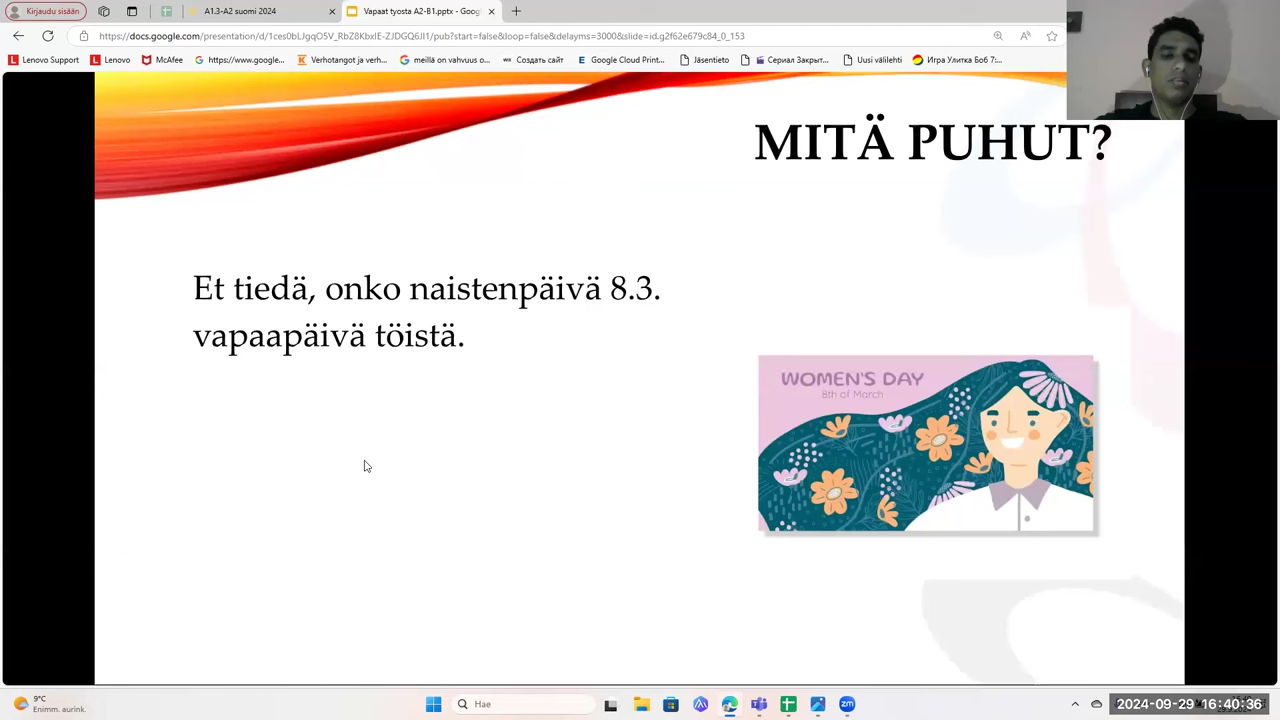 Kirjaudu sisään
A1.3-A2 suomi 2024
Vapaat tyosta A2-B1.pptx - Goog
https://docs.google.com/presentation/d/1ces0bLJgqO5V_RbZ8KbxIE-ZJDGQ6JI1/pub?start=false&loop=false&delayms=3000&slide=id.g2f62e679c84_0_153
Lenovo Support
Lenovo
McAfee
https://www.google...
Verhotangot ja verh...
meillä on vahvuus o...
WX Создать сайт
Google Cloud Print...
Jäsentieto
Сериал Закрыт...
Uusi välilehti
Игра Улитка Боб 7:...
MITÄ PUHUT?
Et tiedä, onko naistenpäivä 8.3.
vapaapäivä töistä.
WOMEN'S DAY
8th of March
9°C
Enimm. aurink.
Hae
zm
2024-09-29 16:40:36